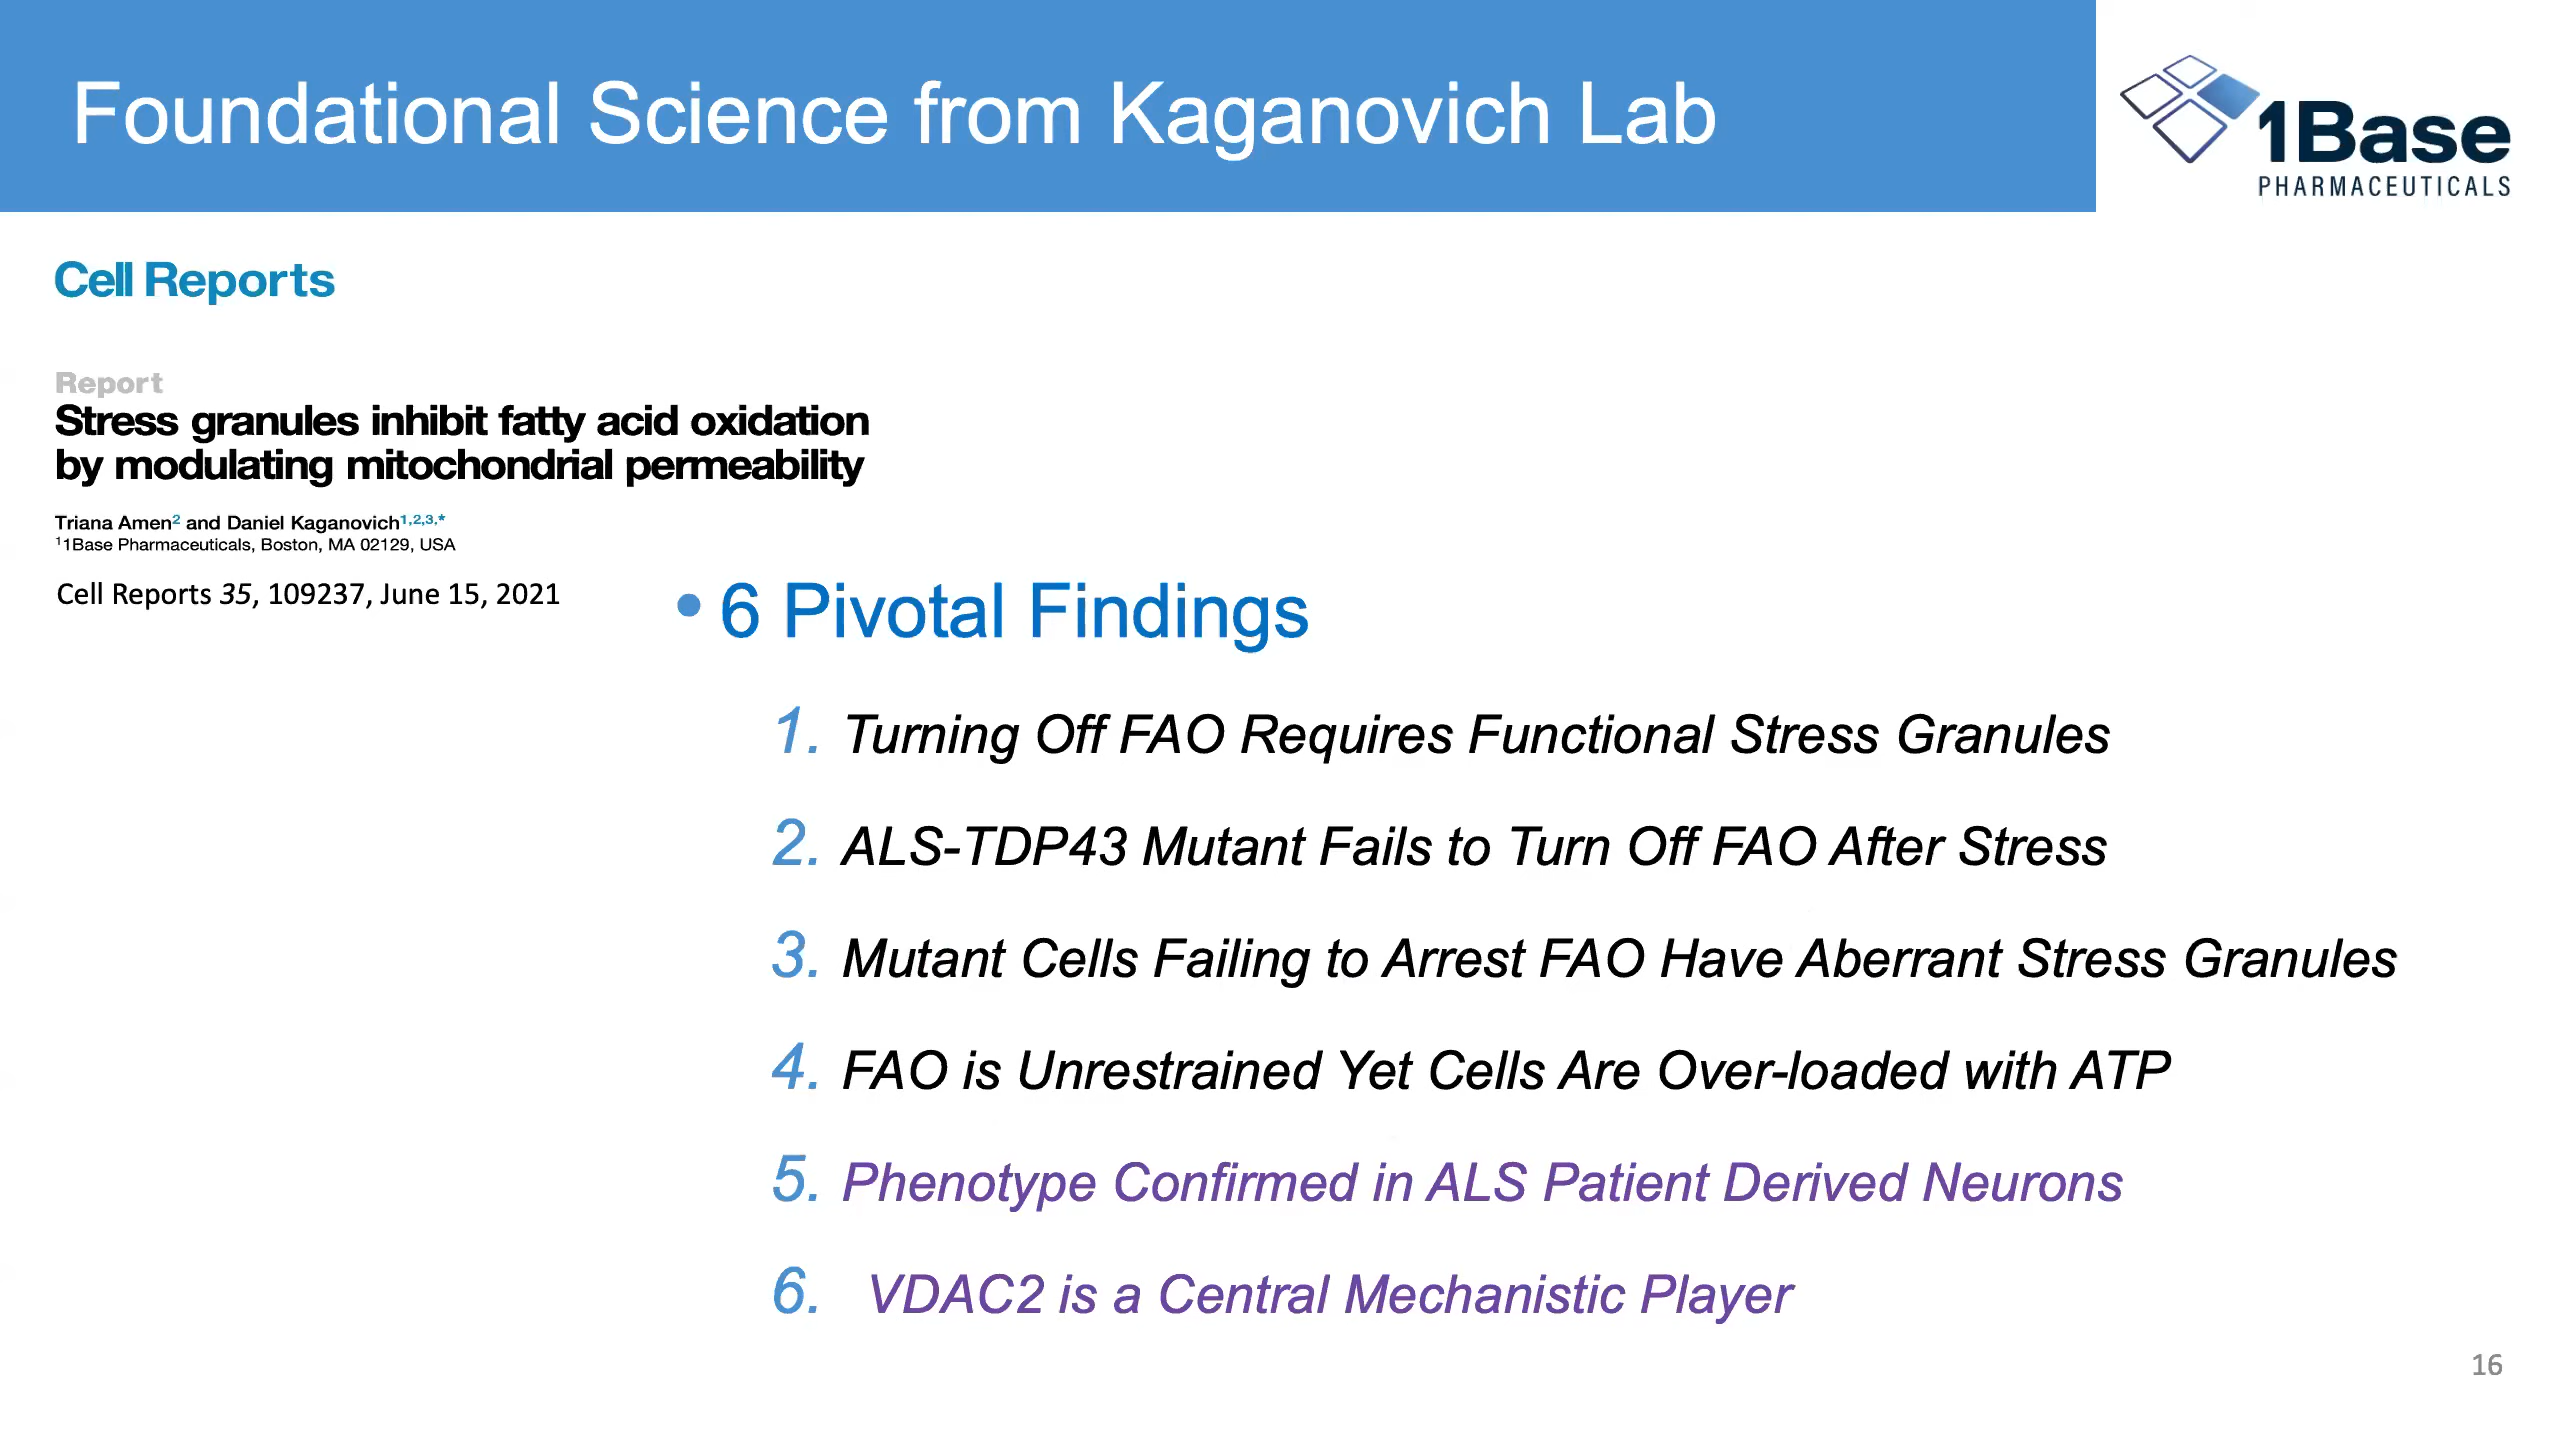 Foundational Science from Kaganovich Lab
1Base
PHARMACEUTICALS
Cell Reports
Report
Stress granules inhibit fatty acid oxidation
by modulating mitochondrial permeability
Triana Amen2 and Daniel Kaganovich1,2,3,*
11Base Pharmaceuticals, Boston, MA 02129, USA
Cell Reports 35, 109237, June 15, 2021
• 6 Pivotal Findings
1. Turning Off FAO Requires Functional Stress Granules
2. ALS-TDP43 Mutant Fails to Turn Off FAO After Stress
3. Mutant Cells Failing to Arrest FAO Have Aberrant Stress Granules
4. FAO is Unrestrained Yet Cells Are Over-loaded with ATP
5. Phenotype Confirmed in ALS Patient Derived Neurons
6. VDAC2 is a Central Mechanistic Player
16